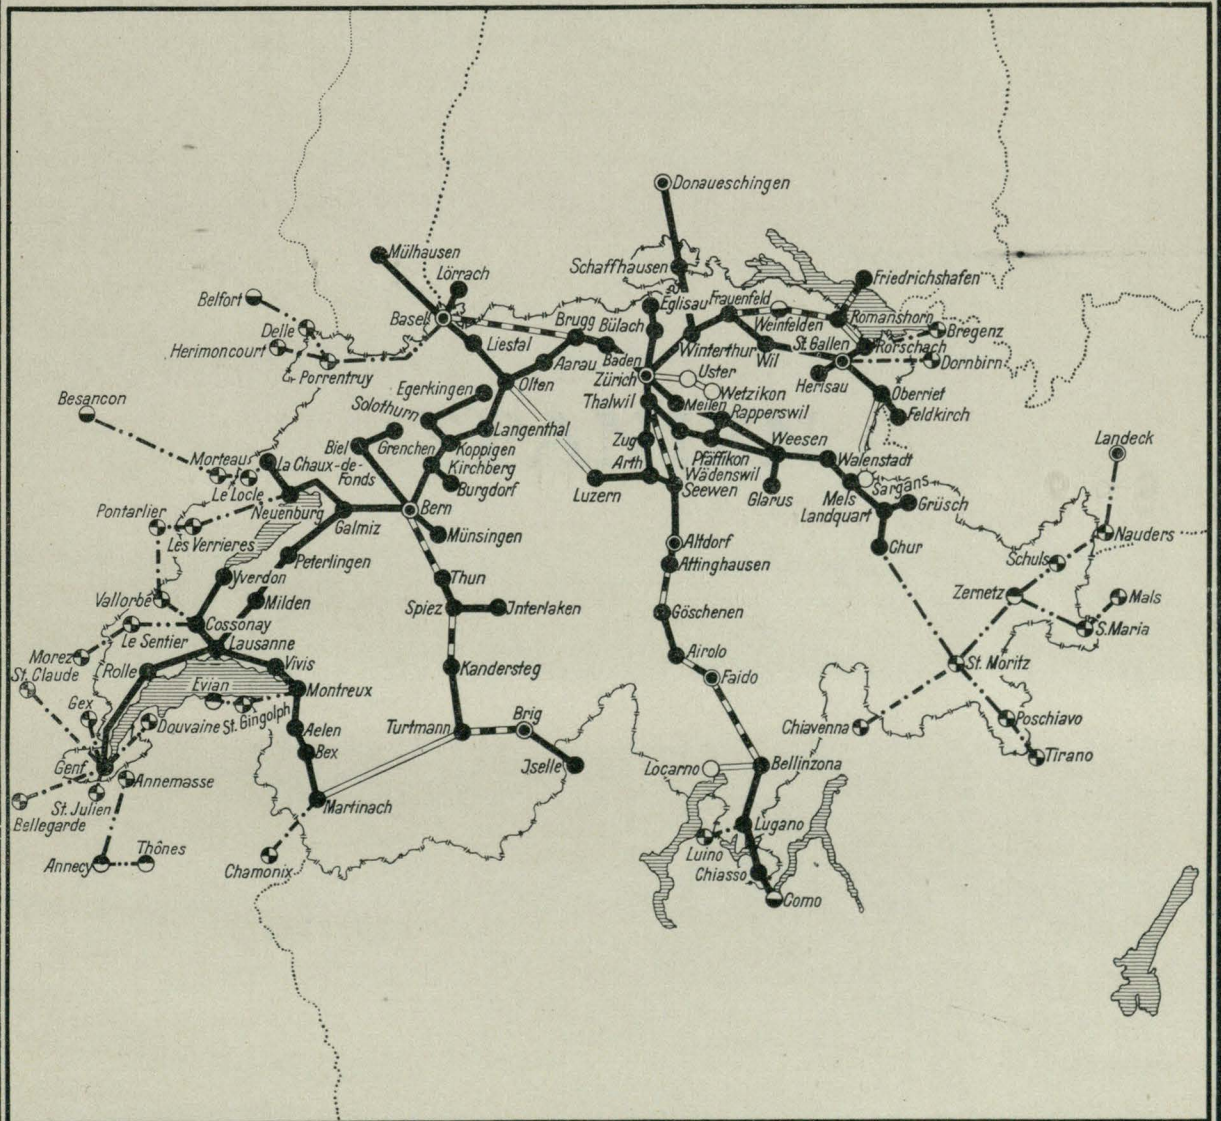 Donaueschingen
Mülhausen
Schaffhausen
Lörrach
Friedrichshafen
Belfort
Eglisau
Frauenfeld
Basel
Delle
Brugg
Bülach
Weinfelden
Romanshorn
Bregenz
Herimoncourt
Liestal
Winterthur
St. Gallen
Rorschach
Porrentruy
Aarau
Baden
Wil
Dornbirn
Zürich
Uster
Olten
Herisau
Egerkingen
Wetzikon
Oberriet
Besancon
Solothurn
Thalwil
Meilen
Rapperswil
Feldkirch
Langenthal
Biel
Grenchen
Koppigen
Zug
Weesen
Landeck
Morteaus
La Chaux-de-
Fonds
Kirchberg
Arth
Pfäffikon
Walenstadt
Wädenswil
Burgdorf
Le Locle
Luzern
Seewen
Glarus
Mels
Sargans
Neuenburg
Bern
Landquart
Grüsch
Pontarlier
Galmiz
Les Verrieres
Münsingen
Altdorf
Chur
Nauders
Peterlingen
Attinghausen
Schuls
Yverdon
Thun
Zernetz
Mals
Vallorbe
Milden
Spiez
Interlaken
Göschenen
Cossonay
S. Maria
Le Sentier
Lausanne
Morez
Airolo
St. Moritz
St. Claude
Rolle
Vivis
Kandersteg
Faido
Evian
Montreux
Gex
Douvaine
St. Gingolph
Brig
Poschiavo
Aelen
Turtmann
Chiavenna
Bex
Tirano
Genf
Jselle
Locarno
Bellinzona
Annemasse
St. Julien
Martinach
Bellegarde
Lugano
Thônes
Luino
Annecy
Chamonix
Chiasso
Como